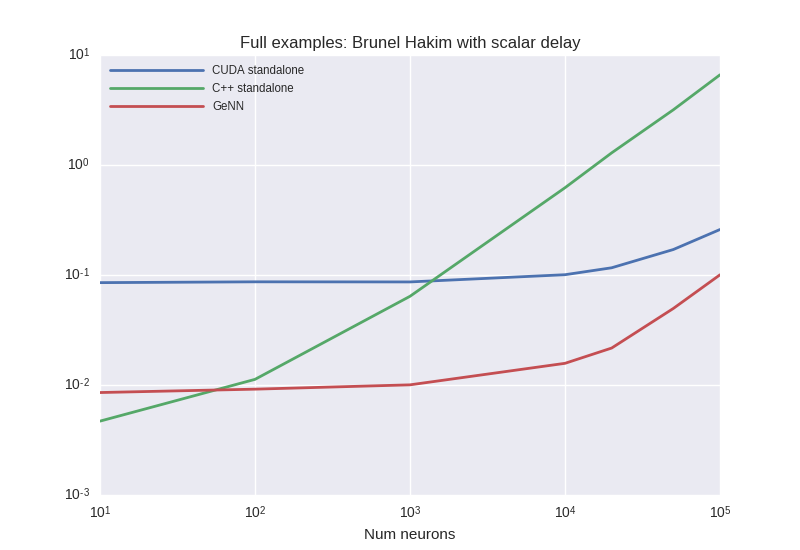 Full examples: Brunel Hakim with scalar delay
CUDA standalone
C++ standalone
GeNN
10^1
10^0
10^-1
10^-2
10^-3
10^1 10^2 10^3 10^4 10^5
Num neurons